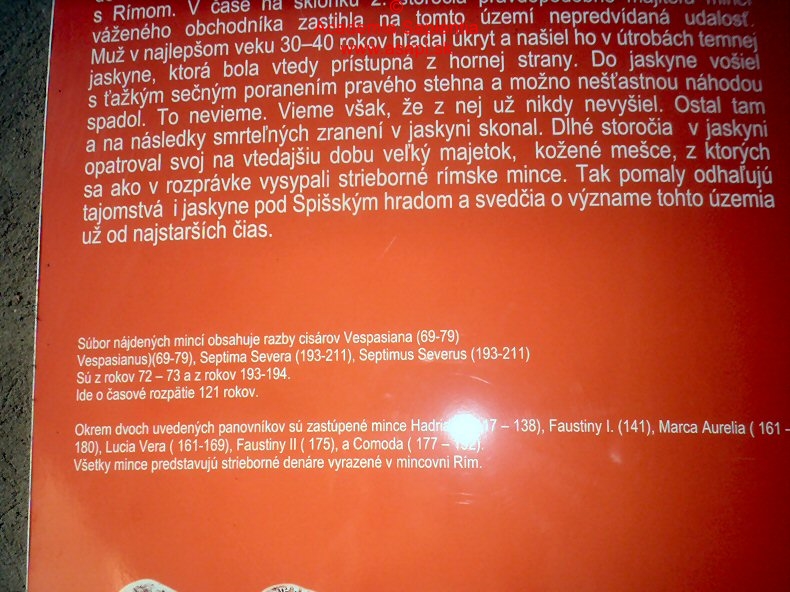 s Rímom. V čase na sklonku 2. storočia pravdepodobne majiteľa mincí
váženého obchodníka zastihla na tomto území nepredvídaná udalosť.
Muž v najlepšom veku 30–40 rokov hľadal úkryt a našiel ho v útrobách temnej
jaskyne, ktorá bola vtedy prístupná z hornej strany. Do jaskyne vošiel
s ťažkým sečným poranením pravého stehna a možno nešťastnou náhodou
spadol. To nevieme. Vieme však, že z nej už nikdy nevyšiel. Ostal tam
a na následky smrteľných zranení v jaskyni skonal. Dlhé storočia v jaskyni
opatroval svoj na vtedajšiu dobu veľký majetok, kožené mešce, z ktorých
sa ako v rozprávke vysypali strieborné rímske mince. Tak pomaly odhaľujú
tajomstvá i jaskyne pod Spišským hradom a svedčia o význame tohto územia
už od najstarších čias.
Súbor nájdených mincí obsahuje razby cisárov Vespasiana (69-79)
Vespasianus)(69-79), Septima Severa (193-211), Septimus Severus (193-211)
Sú z rokov 72 – 73 a z rokov 193-194.
Ide o časové rozpätie 121 rokov.
Okrem dvoch uvedených panovníkov sú zastúpené mince 138), Faustiny I. (141), Marca Aurelia ( 161 –
180), Lucia Vera ( 161-169), Faustiny II ( 175), a Comoda ( 177 –
Všetky mince predstavujú strieborné denáre vyrazené v mincovni Rím.